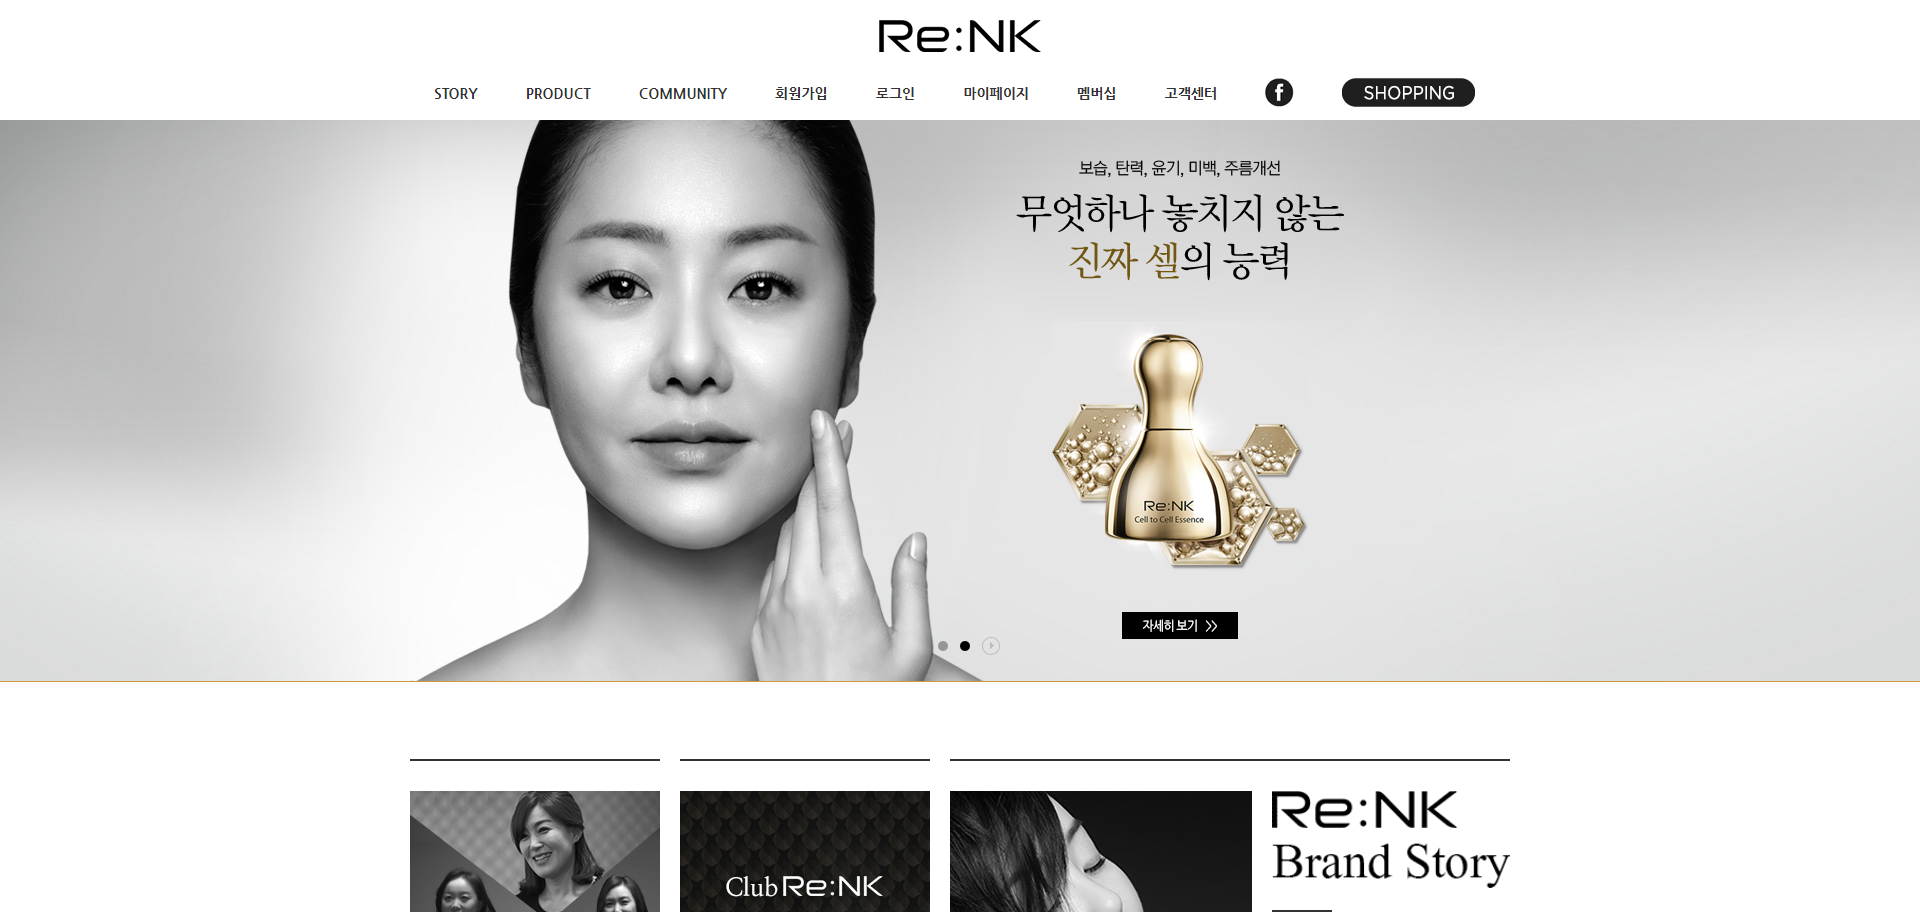 Re:NK
STORY PRODUCT COMMUNITY 회원가입 로그인 마이페이지 멤버십 고객센터 f SHOPPING
보습, 탄력, 윤기, 미백, 주름개선
무엇하나 놓치지 않는
진짜 셀의 능력
Re:NK
Cell to Cell Essence
자세히 보기 >>
Club Re:NK
Re:NK
Brand Story